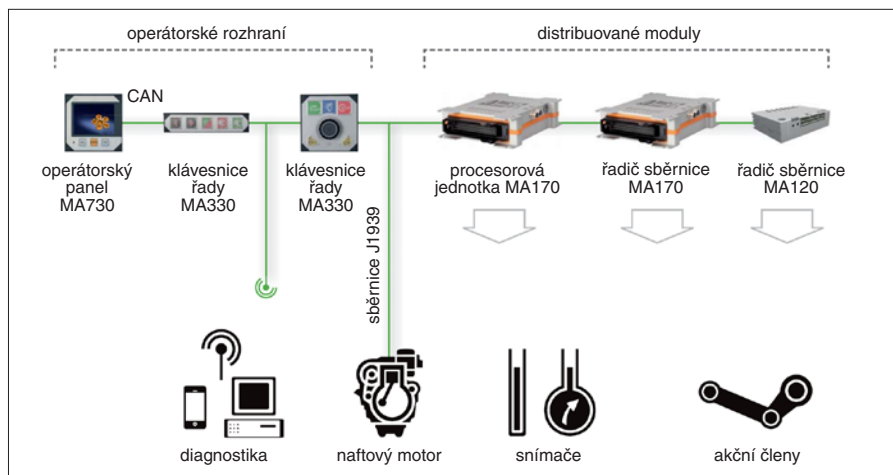 operátorské rozhraní
distribuované moduly
CAN
operátorský
panel
MA730
klávesnice
řady
MA330
klávesnice
řady
MA330
procesorová
jednotka MA170
řadič sběrnice
MA170
řadič sběrnice
MA120
sběrnice J1939
diagnostika
naftový motor
snímače
akční členy